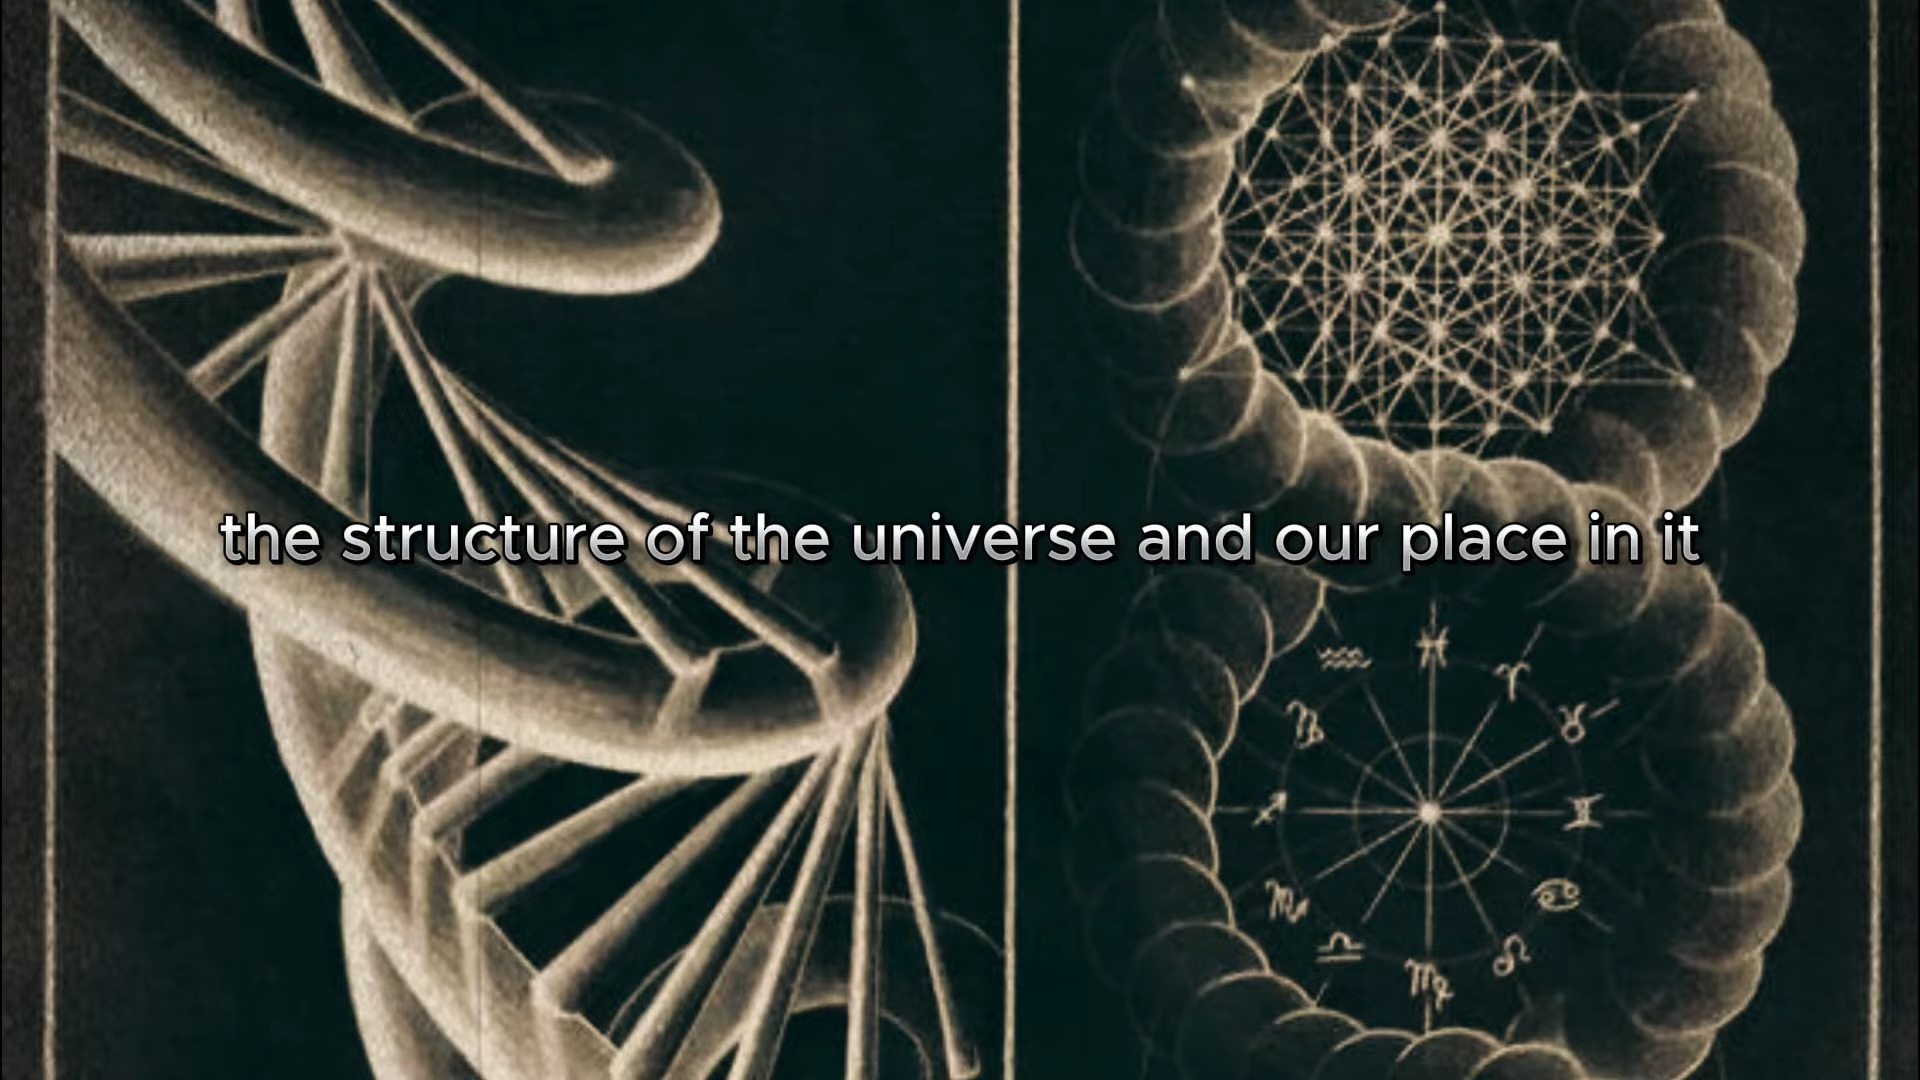 the structure of the universe and our place in it